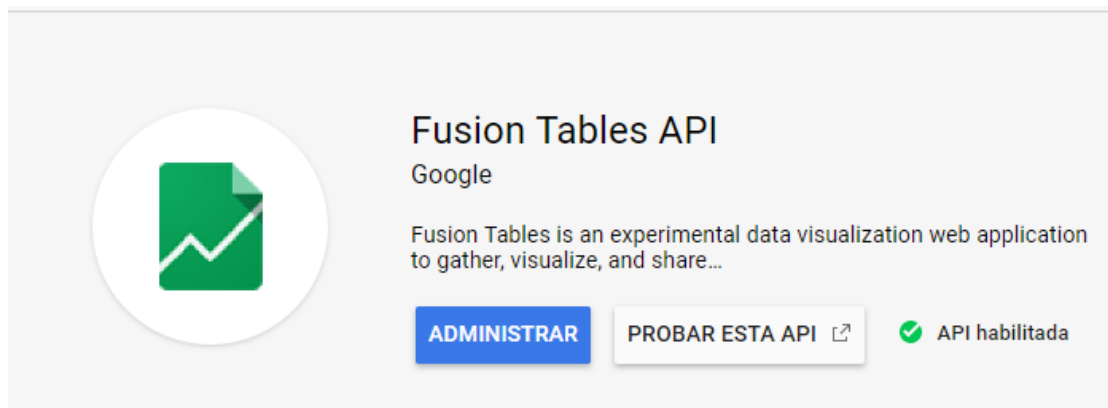 Fusion Tables API
Google
Fusion Tables is an experimental data visualization web application
to gather, visualize, and share…
ADMINISTRAR
PROBAR ESTA API
API habilitada